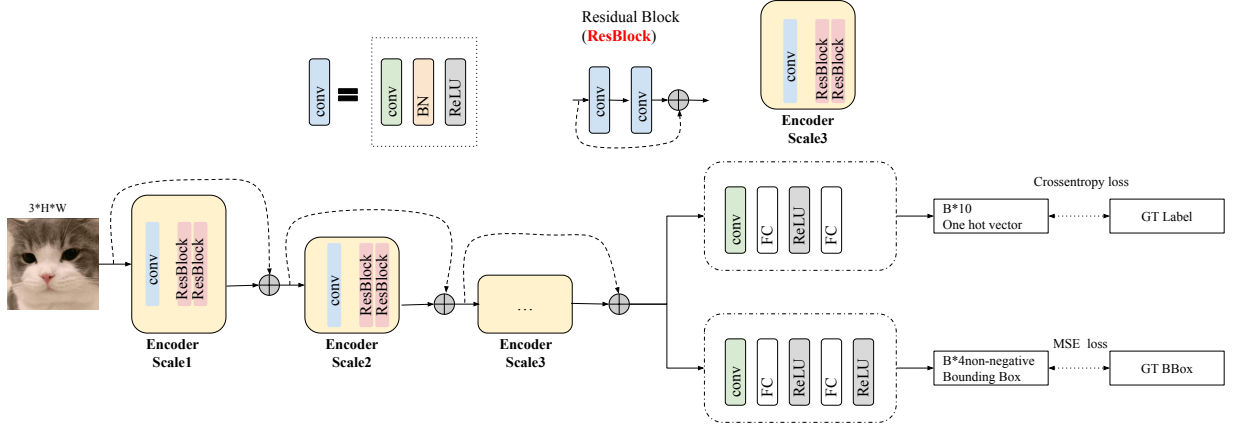 Residual Block
(ResBlock)
conv
conv
BN
ReLU
conv
conv
conv
ResBlock
ResBlock
Encoder
Scale3
3*H*W
conv
ResBlock
ResBlock
Encoder
Scale1
conv
ResBlock
ResBlock
Encoder
Scale2
...
Encoder
Scale3
conv
FC
ReLU
FC
B*10
One hot vector
Crossentropy loss
GT Label
conv
FC
ReLU
FC
ReLU
B*4non-negative
Bounding Box
MSE loss
GT BBox